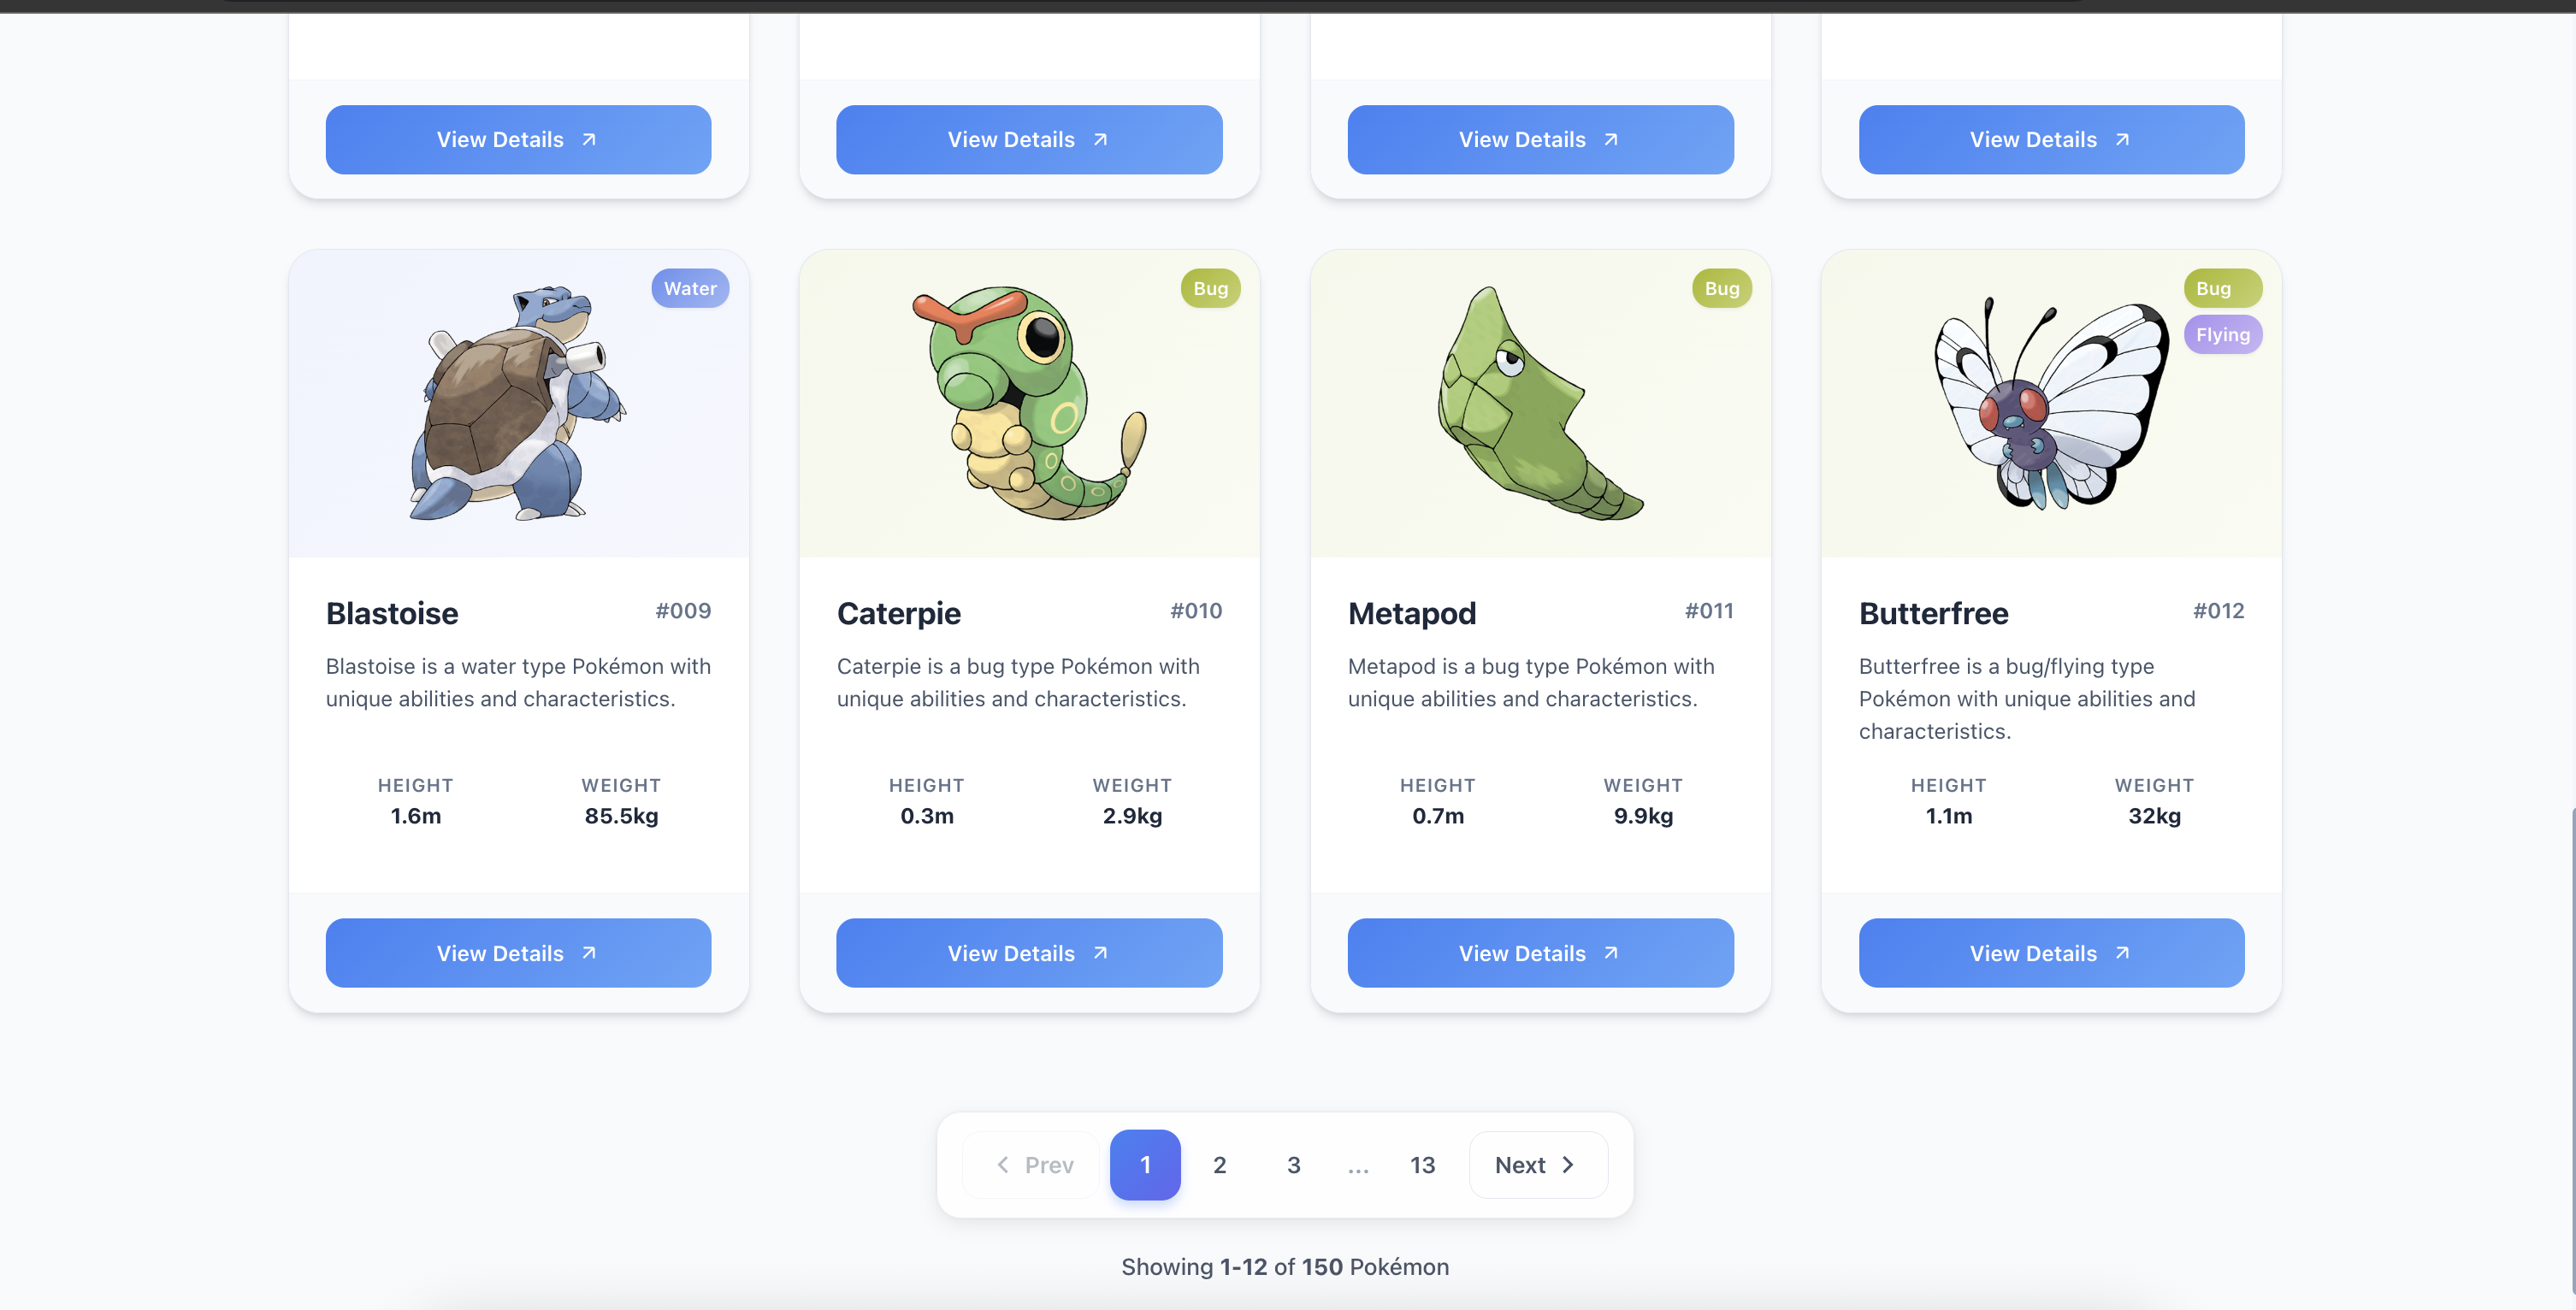 View Details View Details View Details View Details
Water Bug Bug Bug
Flying
Blastoise #009 Caterpie #010 Metapod #011 Butterfree #012
Blastoise is a water type Pokémon with Caterpie is a bug type Pokémon with Metapod is a bug type Pokémon with Butterfree is a bug/flying type
unique abilities and characteristics. unique abilities and characteristics. unique abilities and characteristics. Pokémon with unique abilities and
characteristics.
HEIGHT WEIGHT HEIGHT WEIGHT HEIGHT WEIGHT HEIGHT WEIGHT
1.6m 85.5kg 0.3m 2.9kg 0.7m 9.9kg 1.1m 32kg
View Details View Details View Details View Details
Prev 1 2 3 ... 13 Next
Showing 1-12 of 150 Pokémon